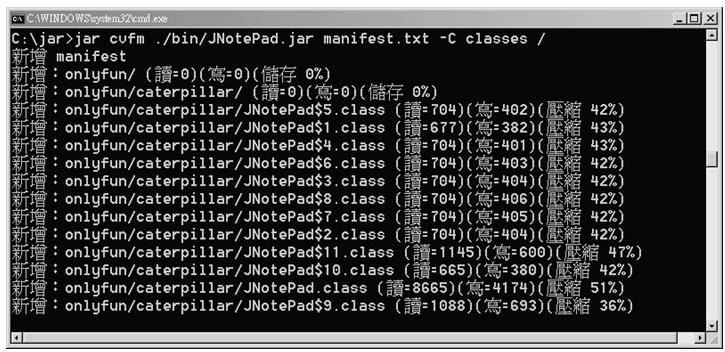 C:\WINDOWS\system32\cmd.exe
C:\jar>jar cvfm ./bin/JNotePad.jar manifest.txt -C classes /
新增 manifest
新增：onlyfun/ (讀=0)(寫=0)(儲存 0%)
新增：onlyfun/caterpillar/ (讀=0)(寫=0)(儲存 0%)
新增：onlyfun/caterpillar/JNotePad$5.class (讀=704)(寫=402)(壓縮 42%)
新增：onlyfun/caterpillar/JNotePad$1.class (讀=677)(寫=382)(壓縮 43%)
新增：onlyfun/caterpillar/JNotePad$4.class (讀=704)(寫=401)(壓縮 43%)
新增：onlyfun/caterpillar/JNotePad$6.class (讀=704)(寫=403)(壓縮 42%)
新增：onlyfun/caterpillar/JNotePad$3.class (讀=704)(寫=404)(壓縮 42%)
新增：onlyfun/caterpillar/JNotePad$8.class (讀=704)(寫=406)(壓縮 42%)
新增：onlyfun/caterpillar/JNotePad$7.class (讀=704)(寫=405)(壓縮 42%)
新增：onlyfun/caterpillar/JNotePad$2.class (讀=704)(寫=404)(壓縮 42%)
新增：onlyfun/caterpillar/JNotePad$11.class (讀=1145)(寫=600)(壓縮 47%)
新增：onlyfun/caterpillar/JNotePad$10.class (讀=665)(寫=380)(壓縮 42%)
新增：onlyfun/caterpillar/JNotePad.class (讀=8665)(寫=4174)(壓縮 51%)
新增：onlyfun/caterpillar/JNotePad$9.class (讀=1088)(寫=693)(壓縮 36%)